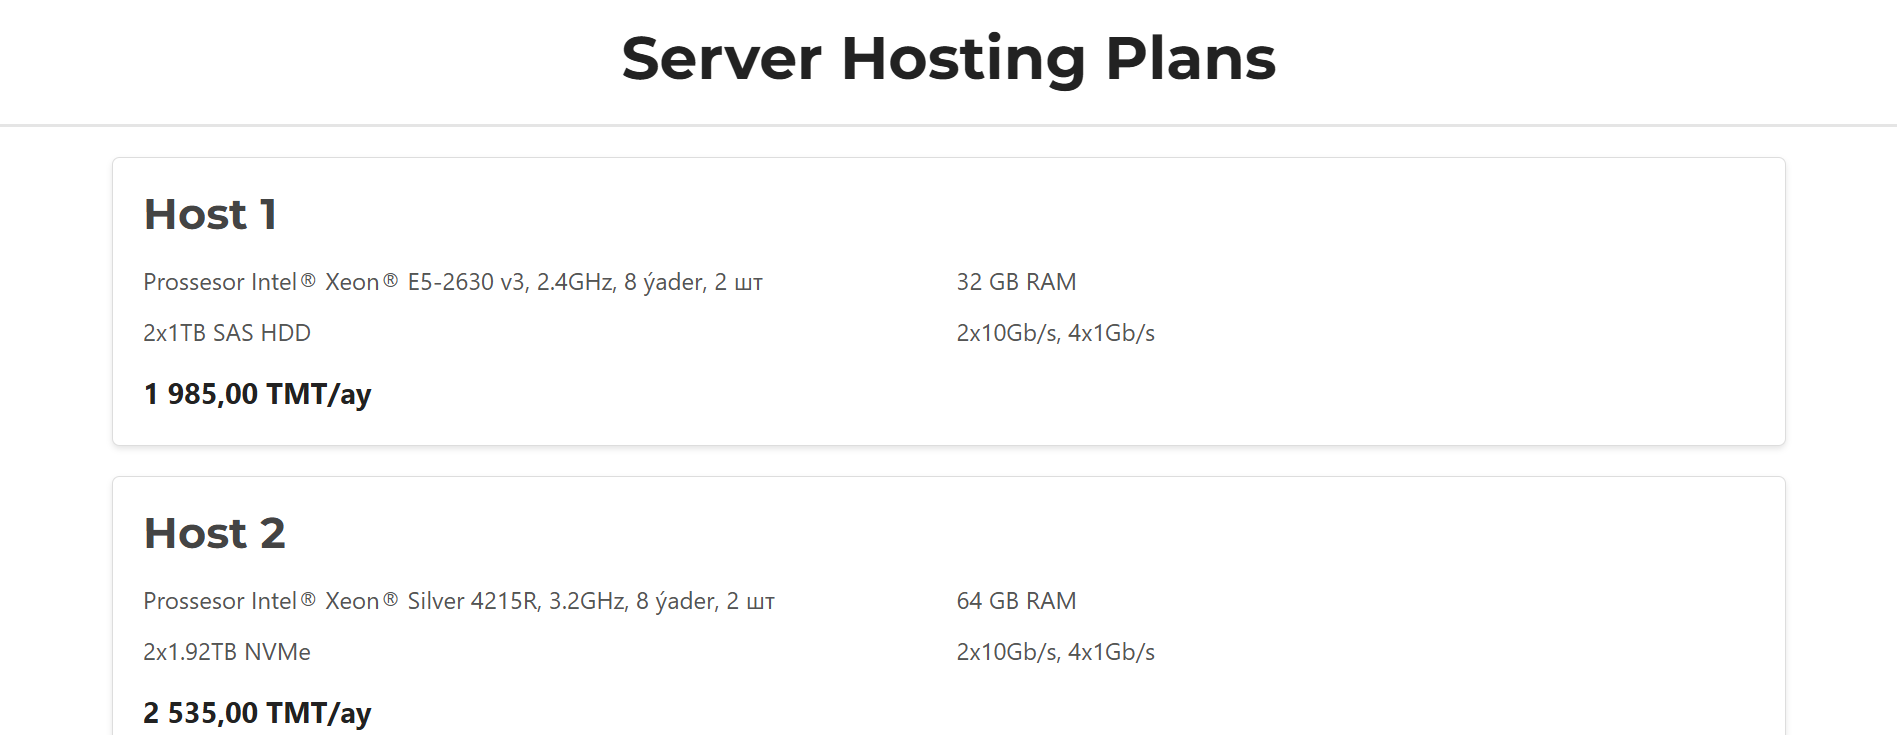 Server Hosting Plans
Host 1
Prossesor Intel® Xeon® E5-2630 v3, 2.4GHz, 8 ýader, 2 шт
32 GB RAM
2x1TB SAS HDD
2x10Gb/s, 4x1Gb/s
1 985,00 TMT/ay
Host 2
Prossesor Intel® Xeon® Silver 4215R, 3.2GHz, 8 ýader, 2 шт
64 GB RAM
2x1.92TB NVMe
2x10Gb/s, 4x1Gb/s
2 535,00 TMT/ay